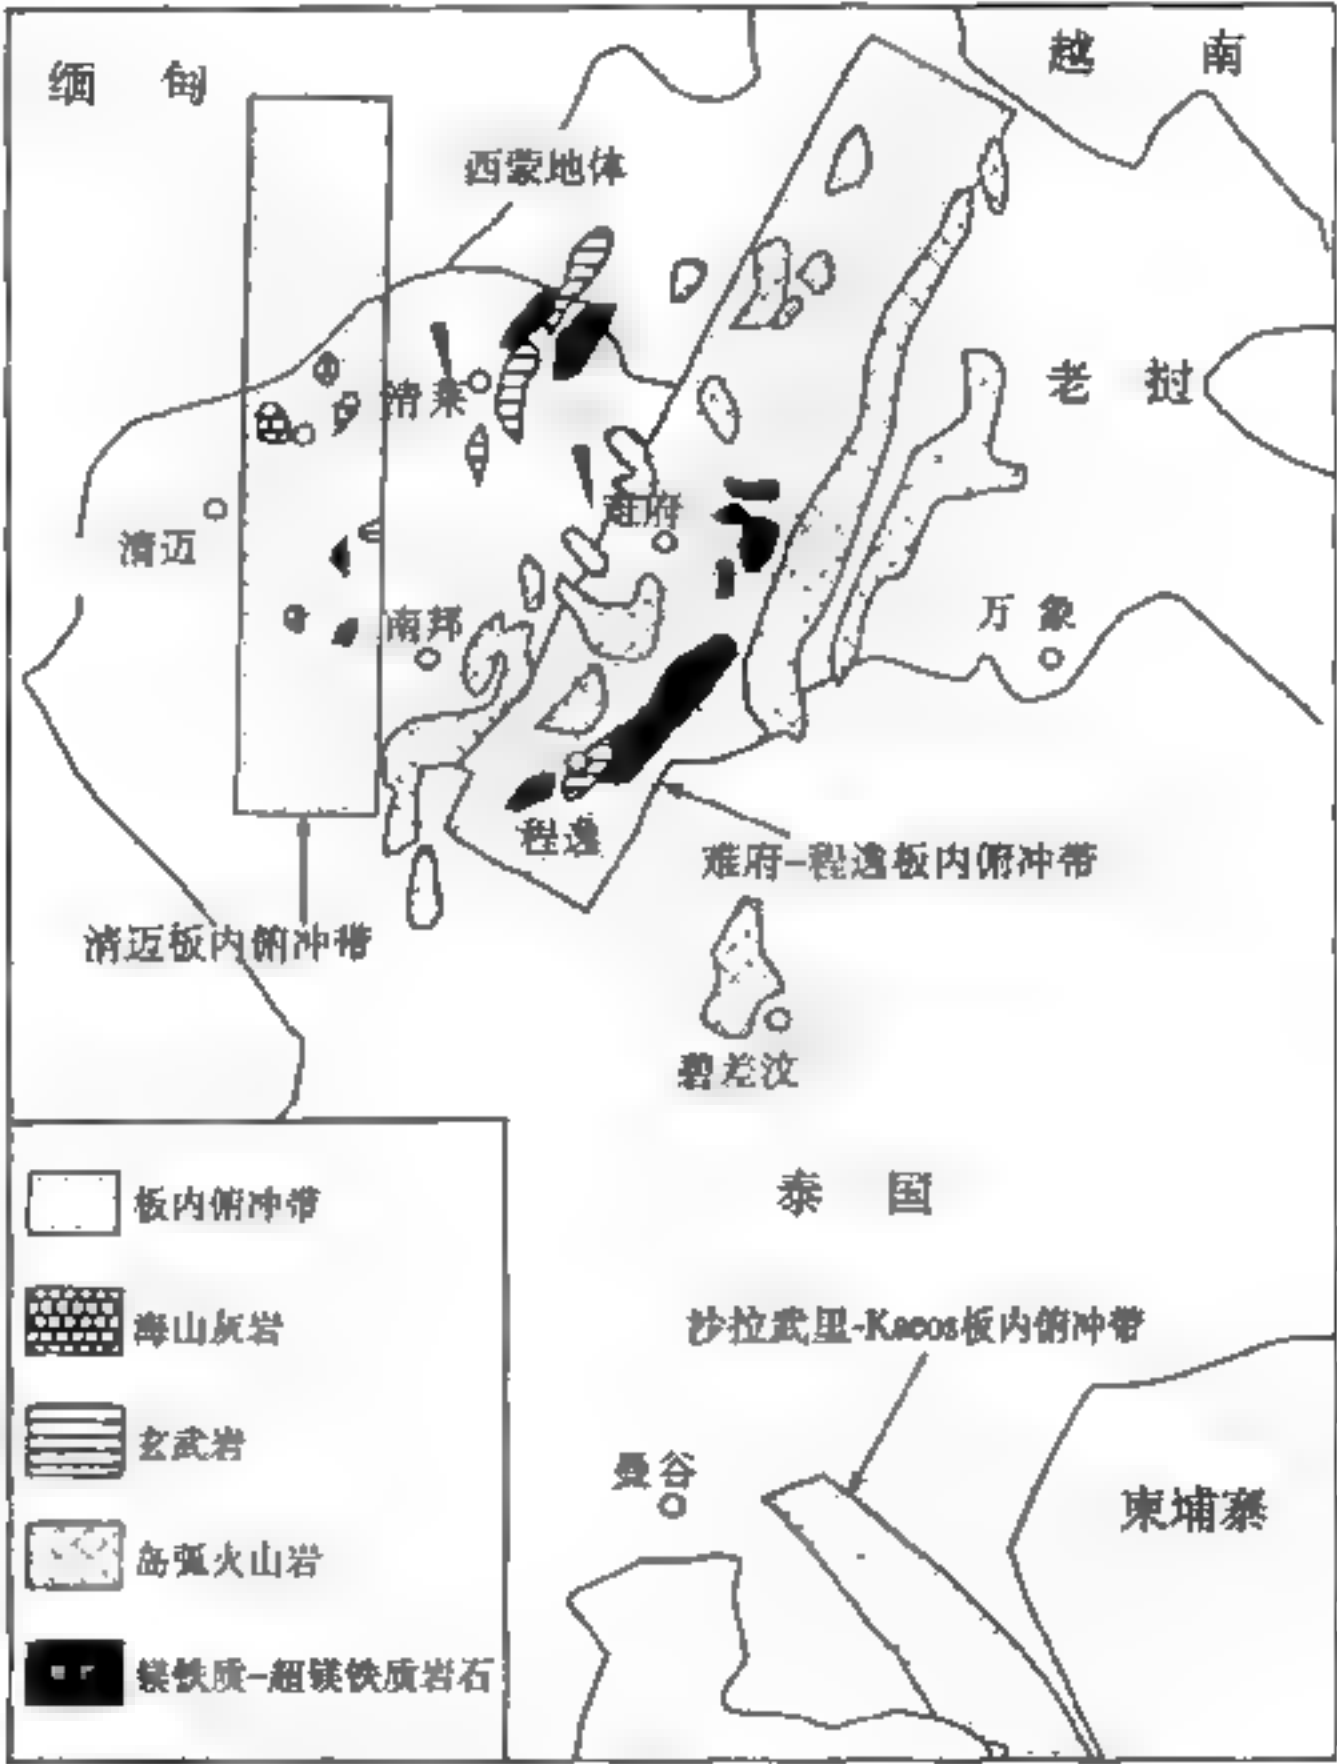 缅 甸
越 南
西蒙地体
清莱
老 挝
难府
清迈
万象
南邦
程逸
难府-程逸板内俯冲带
清迈板内俯冲带
碧差汶
板内俯冲带
泰 国
海山灰岩
沙拉武里-Kacos板内俯冲带
玄武岩
曼谷
柬埔寨
岛弧火山岩
镁铁质-超镁铁质岩石